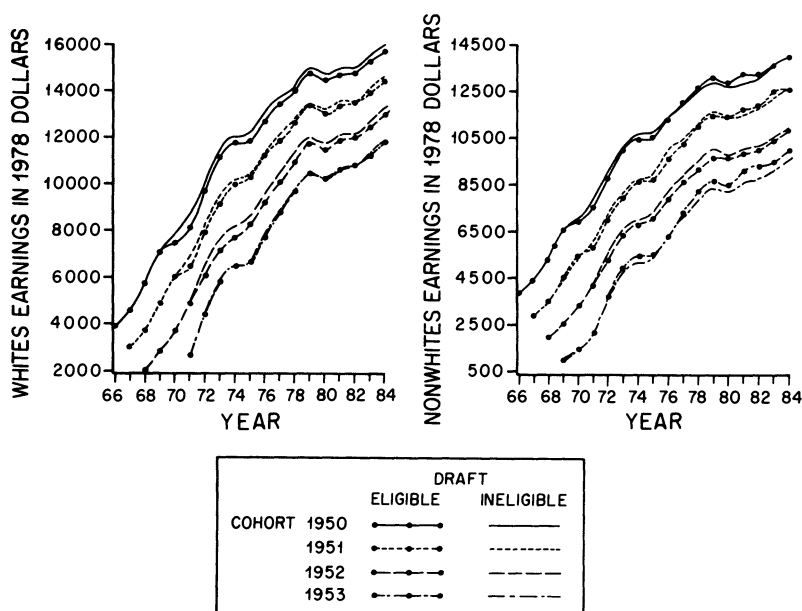 WHITES EARNINGS IN 1978 DOLLARS
16000
14000
12000
10000
8000
6000
4000
2000
66 68 70 72 74 76 78 80 82 84
YEAR
NONWHITES EARNINGS IN 1978 DOLLARS
14500
12500
10500
8500
6500
4500
2500
500
66 68 70 72 74 76 78 80 82 84
YEAR
DRAFT
ELIGIBLE INELIGIBLE
COHORT 1950
1951
1952
1953